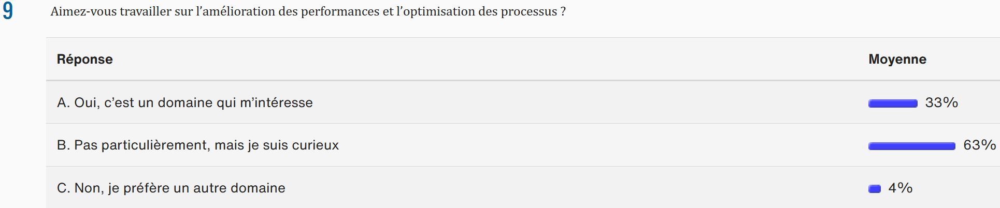 9 Aimez-vous travailler sur l’amélioration des performances et l’optimisation des processus ?
Réponse Moyenne
A. Oui, c’est un domaine qui m’intéresse 33%
B. Pas particulièrement, mais je suis curieux 63%
C. Non, je préfère un autre domaine 4%